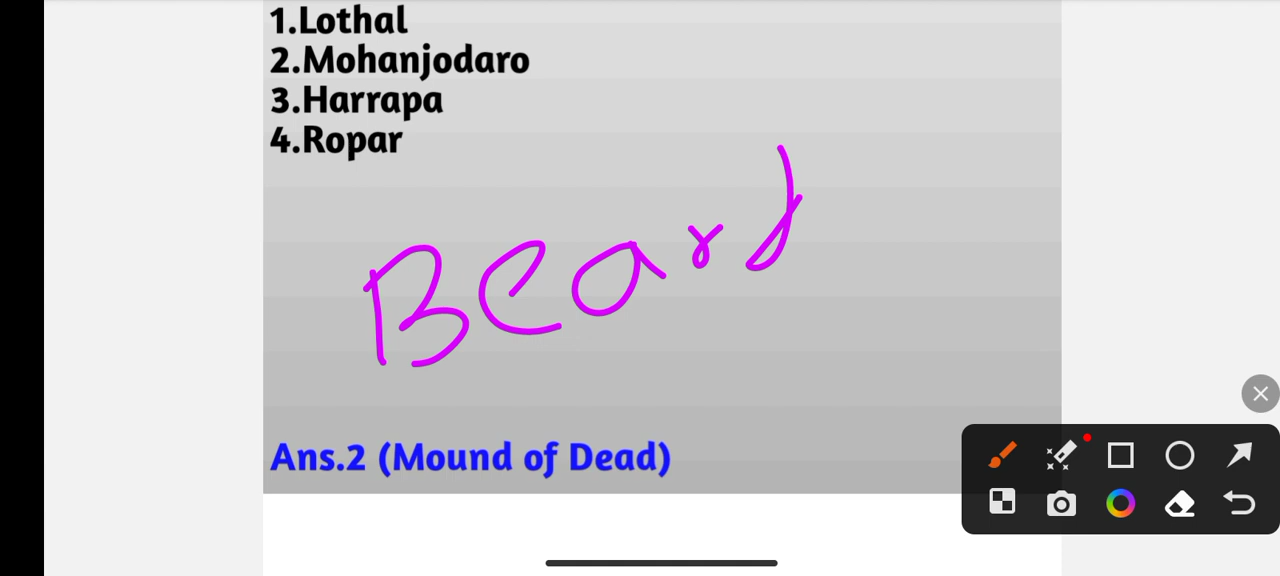 1.Lothal
2.Mohanjodaro
3.Harrapa
4.Ropar
Beard
Ans.2 (Mound of Dead)